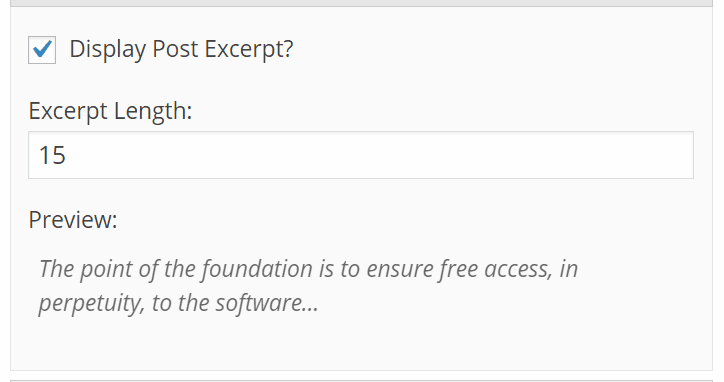 Display Post Excerpt?
Excerpt Length:
15
Preview:
The point of the foundation is to ensure free access, in
perpetuity, to the software...